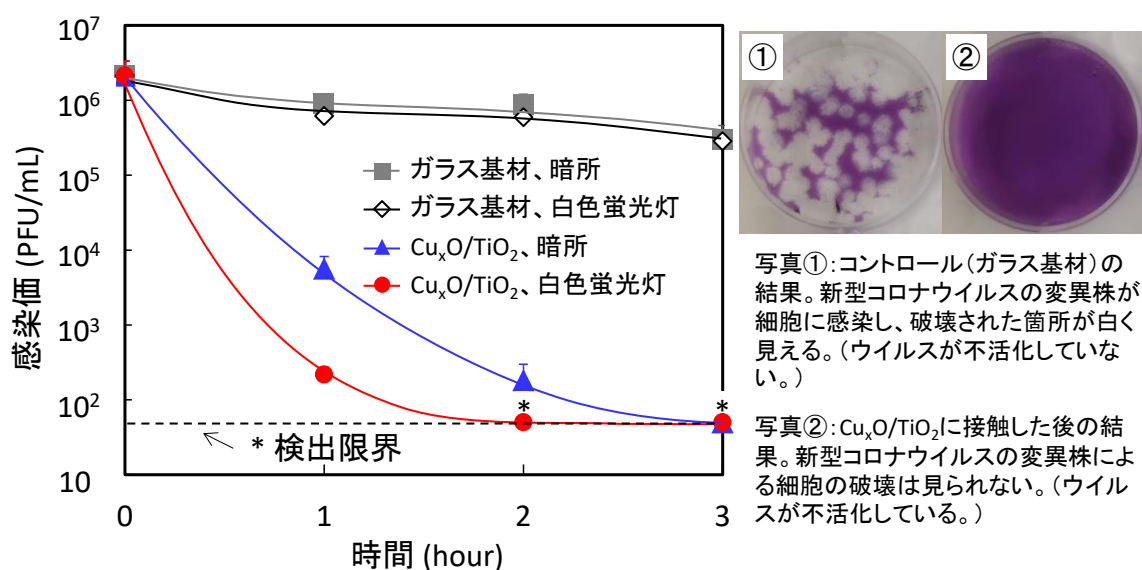 感染価 (PFU/mL)
10⁷
10⁶
10⁵
10⁴
10³
10²
10
ガラス基材、暗所
ガラス基材、白色蛍光灯
CuₓO/TiO₂、暗所
CuₓO/TiO₂、白色蛍光灯
*
*
* 検出限界
0
1
2
3
時間 (hour)
①
②
写真①:コントロール(ガラス基材)の
結果。新型コロナウイルスの変異株が
細胞に感染し、破壊された箇所が白く
見える。(ウイルスが不活化していな
い。)
写真②:CuₓO/TiO₂に接触した後の結
果。新型コロナウイルスの変異株によ
る細胞の破壊は見られない。(ウイル
スが不活化している。)